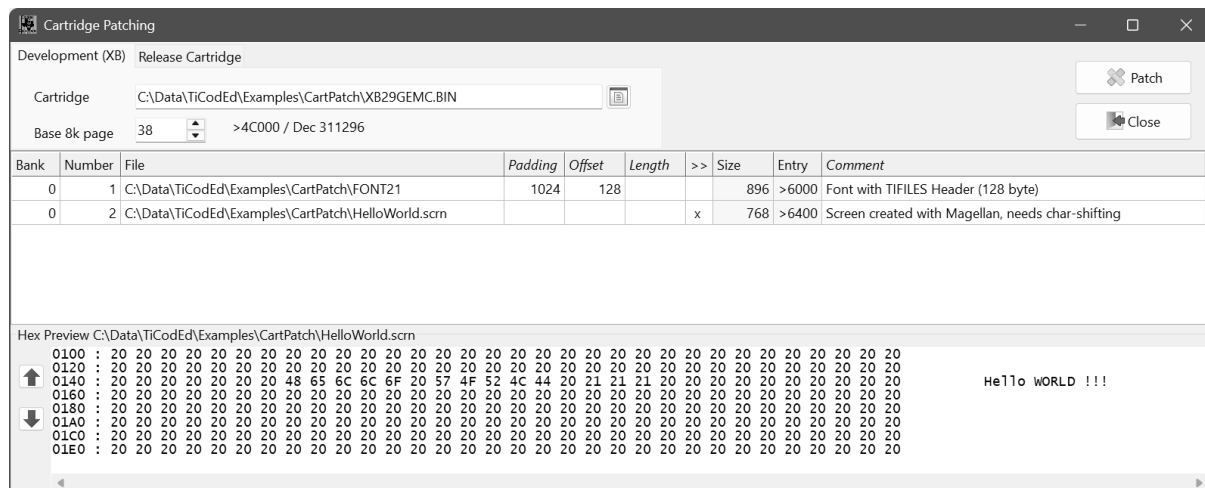 Cartridge Patching
Development (XB) Release Cartridge
Patch
Cartridge C:\Data\TiCodEd\Examples\CartPatch\XB29GEMC.BIN
Close
Base 8k page 38 >4C000 / Dec 311296
Bank Number File Padding Offset Length >> Size Entry Comment
0 1 C:\Data\TiCodEd\Examples\CartPatch\FONT21 1024 128 896 >6000 Font with TIFILES Header (128 byte)
0 2 C:\Data\TiCodEd\Examples\CartPatch\HelloWorld.scrn x 768 >6400 Screen created with Magellan, needs char-shifting
Hex Preview C:\Data\TiCodEd\Examples\CartPatch\HelloWorld.scrn
0100 : 20 20 20 20 20 20 20 20 20 20 20 20 20 20 20 20 20 20 20 20 20 20 20 20 20 20 20 20 20 20 20 20
0120 : 20 20 20 20 20 20 20 20 20 20 20 20 20 20 20 20 20 20 20 20 20 20 20 20 20 20 20 20 20 20 20 20
0140 : 20 20 20 20 20 20 20 48 65 6C 6C 6F 20 57 4F 52 4C 44 20 21 21 21 20 20 20 20 20 20 20 20 20 20 Hello WORLD !!!
0160 : 20 20 20 20 20 20 20 20 20 20 20 20 20 20 20 20 20 20 20 20 20 20 20 20 20 20 20 20 20 20 20 20
0180 : 20 20 20 20 20 20 20 20 20 20 20 20 20 20 20 20 20 20 20 20 20 20 20 20 20 20 20 20 20 20 20 20
01A0 : 20 20 20 20 20 20 20 20 20 20 20 20 20 20 20 20 20 20 20 20 20 20 20 20 20 20 20 20 20 20 20 20
01C0 : 20 20 20 20 20 20 20 20 20 20 20 20 20 20 20 20 20 20 20 20 20 20 20 20 20 20 20 20 20 20 20 20
01E0 : 20 20 20 20 20 20 20 20 20 20 20 20 20 20 20 20 20 20 20 20 20 20 20 20 20 20 20 20 20 20 20 20